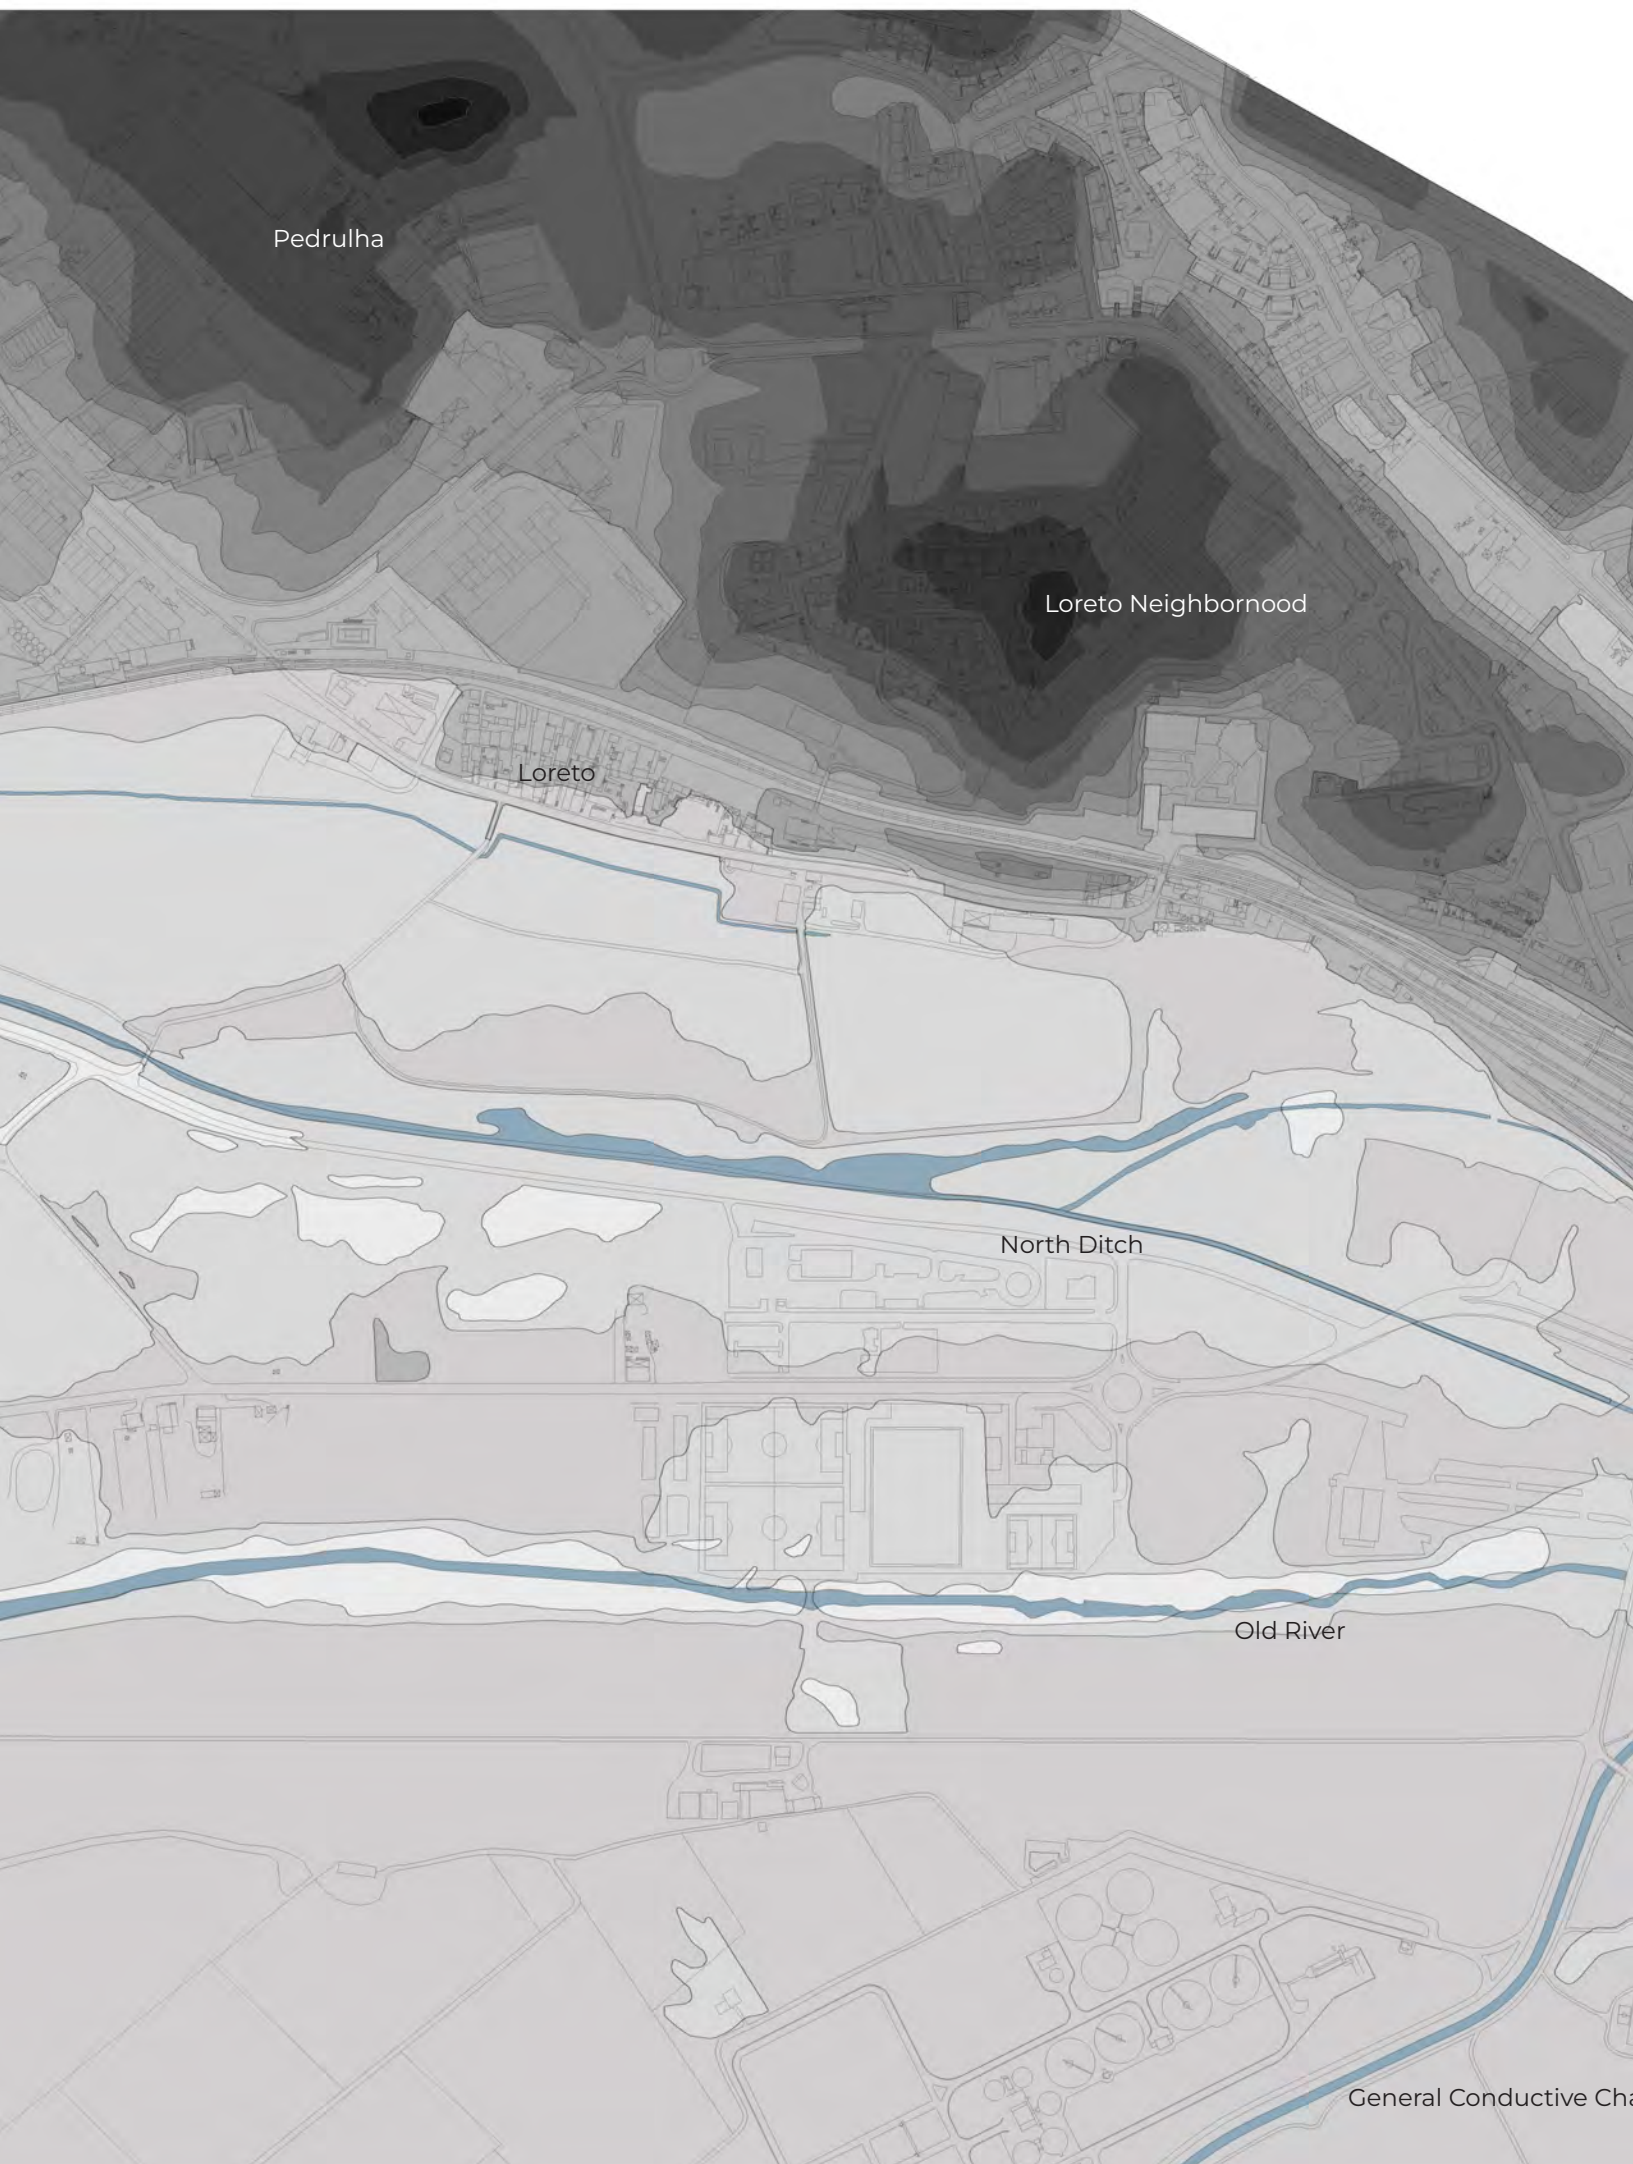 Pedrulha
Loreto Neighbornood
Loreto
North Ditch
Old River
General Conductive Cha